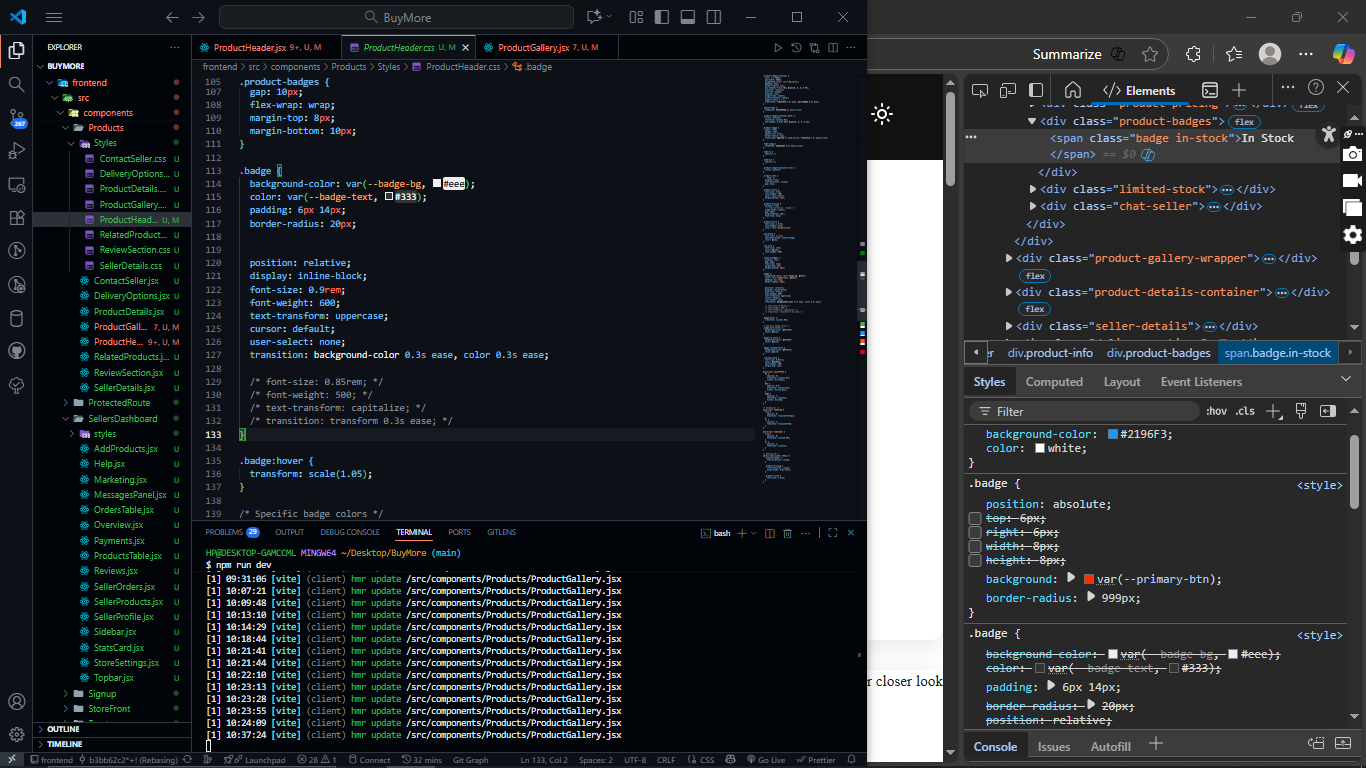 BuyMore
EXPLORER
BUYMORE
frontend
src
components
Products
Styles
ContactSeller.css U
DeliveryOptions... U
ProductDetails.css U
ProductGallery.... U
ProductHead... U, M
RelatedProduct... U
ReviewSection.css U
SellerDetails.css U
ContactSeller.jsx U
DeliveryOptions.jsx U
ProductDetails.jsx U
ProductGall... 7, U, M
ProductHe... 9+, U, M
RelatedProducts.j... U
ReviewSection.jsx U
SellerDetails.jsx U
ProtectedRoute
SellersDashboard
styles
AddProducts.jsx U
Help.jsx U
Marketing.jsx U
MessagesPanel.jsx U
OrdersTable.jsx U
Overview.jsx U
Payments.jsx U
ProductsTable.jsx U
Reviews.jsx U
SellerOrders.jsx U
SellerProducts.jsx U
SellerProfile.jsx U
Sidebar.jsx U
StatsCard.jsx U
StoreSettings.jsx U
Topbar.jsx U
Signup
StoreFront
OUTLINE
TIMELINE
267
ProductHeader.jsx 9+, U, M
ProductHeader.css U, M
ProductGallery.jsx 7, U, M
frontend > src > components > Products > Styles > ProductHeader.css > .badge
105 .product-badges {
107 gap: 10px;
108 flex-wrap: wrap;
109 margin-top: 8px;
110 margin-bottom: 10px;
111 }
112
113 .badge {
114 background-color: var(--badge-bg, #eee);
115 color: var(--badge-text, #333);
116 padding: 6px 14px;
117 border-radius: 20px;
118
119
120 position: relative;
121 display: inline-block;
122 font-size: 0.9rem;
123 font-weight: 600;
124 text-transform: uppercase;
125 cursor: default;
126 user-select: none;
127 transition: background-color 0.3s ease, color 0.3s ease;
128
129 /* font-size: 0.85rem; */
130 /* font-weight: 500; */
131 /* text-transform: capitalize; */
132 /* transition: transform 0.3s ease; */
133 }
134
135 .badge:hover {
136 transform: scale(1.05);
137 }
138
139 /* Specific badge colors */
PROBLEMS 29 OUTPUT DEBUG CONSOLE TERMINAL PORTS GITLENS
bash
HP@DESKTOP-GAMCCML MINGW64 ~/Desktop/BuyMore (main)
$ npm run dev
[1] 09:31:06 [vite] (client) hmr update /src/components/Products/ProductGallery.jsx
[1] 10:07:21 [vite] (client) hmr update /src/components/Products/ProductGallery.jsx
[1] 10:09:48 [vite] (client) hmr update /src/components/Products/ProductGallery.jsx
[1] 10:13:10 [vite] (client) hmr update /src/components/Products/ProductGallery.jsx
[1] 10:14:29 [vite] (client) hmr update /src/components/Products/ProductGallery.jsx
[1] 10:18:44 [vite] (client) hmr update /src/components/Products/ProductGallery.jsx
[1] 10:21:41 [vite] (client) hmr update /src/components/Products/ProductGallery.jsx
[1] 10:21:44 [vite] (client) hmr update /src/components/Products/ProductGallery.jsx
[1] 10:22:10 [vite] (client) hmr update /src/components/Products/ProductGallery.jsx
[1] 10:23:13 [vite] (client) hmr update /src/components/Products/ProductGallery.jsx
[1] 10:23:28 [vite] (client) hmr update /src/components/Products/ProductGallery.jsx
[1] 10:23:55 [vite] (client) hmr update /src/components/Products/ProductGallery.jsx
[1] 10:24:09 [vite] (client) hmr update /src/components/Products/ProductGallery.jsx
[1] 10:37:24 [vite] (client) hmr update /src/components/Products/ProductGallery.jsx
frontend b3bb62c2*+! (Rebasing) Launchpad 28 1 Connect 32 mins Git Graph Ln 133, Col 2 Spaces: 2 UTF-8 CRLF {} CSS Go Live Prettier
Summarize
r closer look
Elements
<div class="product-pricing"> </div> flex
<div class="product-badges"> flex
<span class="badge in-stock">In Stock
</span> == $0
</div>
<div class="limited-stock"> </div>
<div class="chat-seller"> </div>
</div>
</div>
<div class="product-gallery-wrapper"> </div>
flex
<div class="product-details-container"> </div>
flex
<div class="seller-details"> </div>
er div.product-info div.product-badges span.badge.in-stock
Styles Computed Layout Event Listeners
Filter :hov .cls
background-color: #2196F3;
color: white;
}
.badge { <style>
position: absolute;
top: 6px;
right: 6px;
width: 8px;
height: 8px;
background: var(--primary-btn);
border-radius: 999px;
}
.badge { <style>
background-color: var(--badge-bg, #eee);
color: var(--badge-text, #333);
padding: 6px 14px;
border-radius: 20px;
position: relative;
Console Issues Autofill